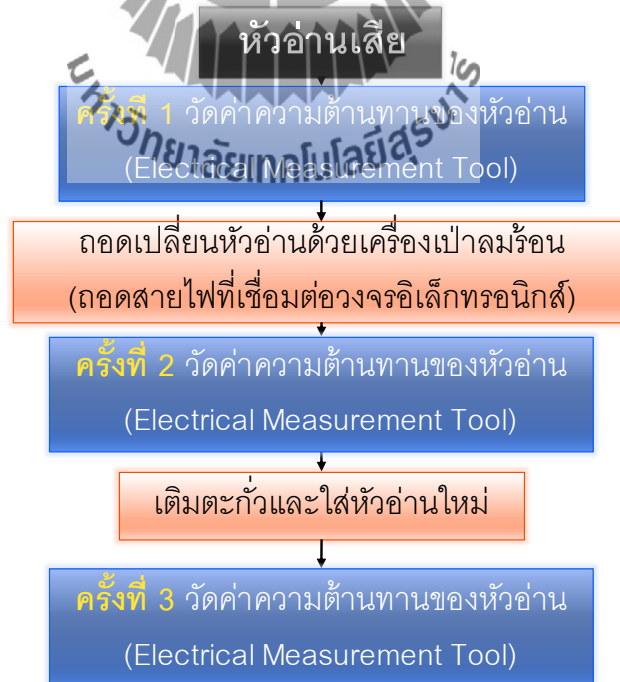 หัวอ่านเสีย
ครั้งที่ 1 วัดค่าความต้านทานของหัวอ่าน
(Electrical Measurement Tool)
ถอดเปลี่ยนหัวอ่านด้วยเครื่องเป่าลมร้อน
(ถอดสายไฟที่เชื่อมต่อวงจรอิเล็กทรอนิกส์)
ครั้งที่ 2 วัดค่าความต้านทานของหัวอ่าน
(Electrical Measurement Tool)
เติมตะกั่วและใส่หัวอ่านใหม่
ครั้งที่ 3 วัดค่าความต้านทานของหัวอ่าน
(Electrical Measurement Tool)